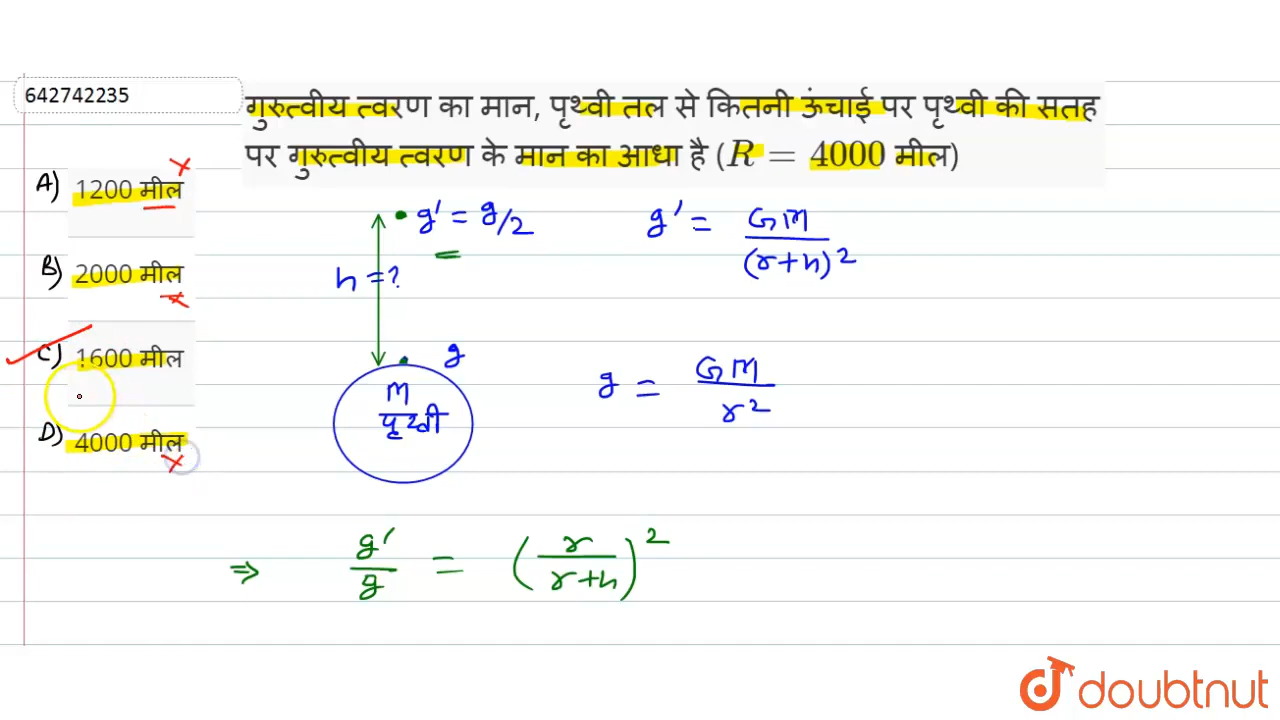 642742235
गुरुत्वीय त्वरण का मान, पृथ्वी तल से कितनी ऊंचाई पर पृथ्वी की सतह
पर गुरुत्वीय त्वरण के मान का आधा है (R = 4000 मील)
A) 1200 मील
B) 2000 मील
C) 1600 मील
D) 4000 मील
g' = g/2
h = ?
g
M
पृथ्वी
g' = GM/(r+h)²
g = GM/r²
⇒ g'/g = (r/(r+h))²
doubtnut